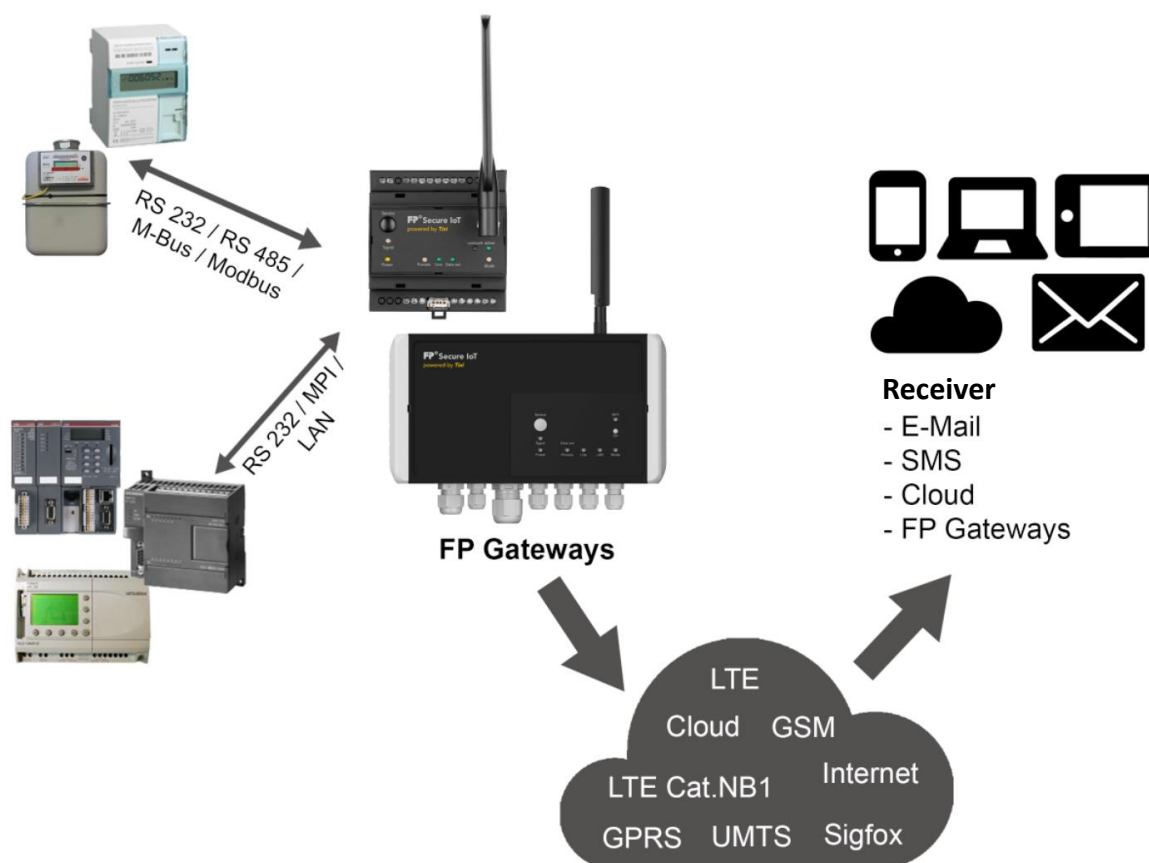 RS 232 / RS 485 /
M-Bus / Modbus
RS 232 / MPI /
LAN
FP Secure IoT
powered by Tixi
FP Secure IoT
powered by Tixi
FP Gateways
Receiver
- E-Mail
- SMS
- Cloud
- FP Gateways
LTE
Cloud GSM
LTE Cat.NB1 Internet
GPRS UMTS Sigfox